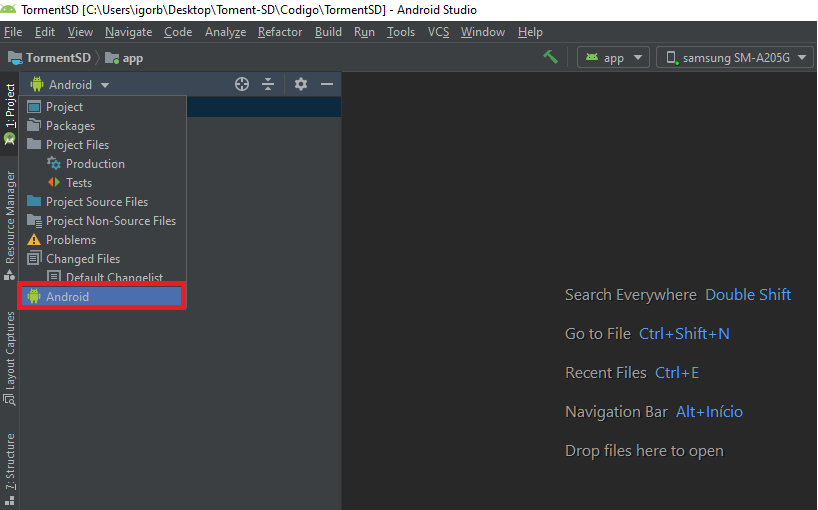 TormentSD [C:\Users\igorb\Desktop\Toment-SD\Codigo\TormentSD] - Android Studio
File Edit View Navigate Code Analyze Refactor Build Run Tools VCS Window Help
TormentSD app
app
samsung SM-A205G
1: Project
Resource Manager
Layout Captures
7: Structure
Android
Project
Packages
Project Files
Production
Tests
Project Source Files
Project Non-Source Files
Problems
Changed Files
Default Changelist
Android
Search Everywhere Double Shift
Go to File Ctrl+Shift+N
Recent Files Ctrl+E
Navigation Bar Alt+Início
Drop files here to open